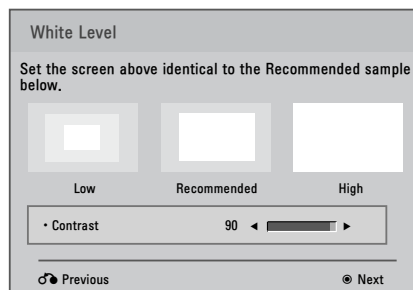 White Level
Set the screen above identical to the Recommended sample
below.
Low Recommended High
• Contrast 90 ◄ ►
Previous ◉ Next